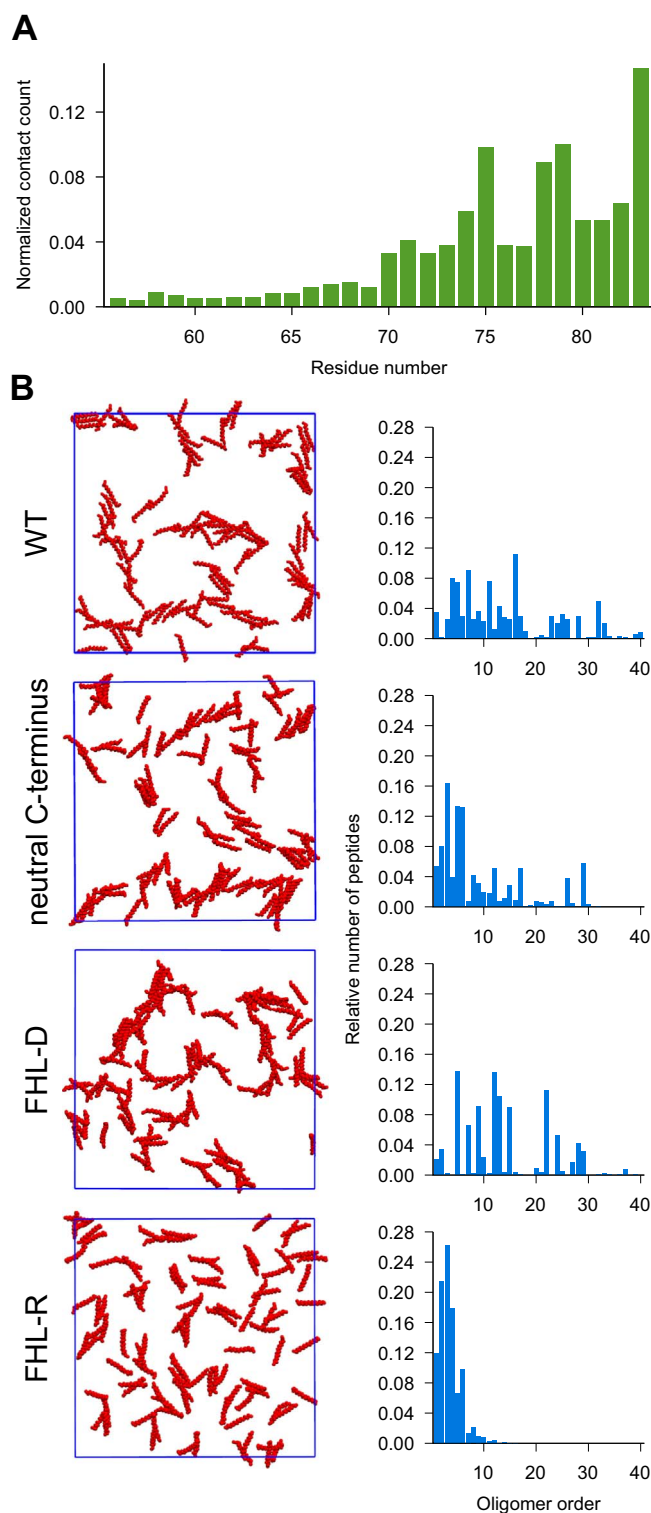 A
Normalized contact count
0.12
0.08
0.04
0.00
60 65 70 75 80
Residue number
B
WT
0.28
0.24
0.20
0.16
0.12
0.08
0.04
0.00
10 20 30 40
neutral C-terminus
0.28
0.24
0.20
0.16
0.12
0.08
0.04
0.00
10 20 30 40
Relative number of peptides
FHL-D
0.28
0.24
0.20
0.16
0.12
0.08
0.04
0.00
10 20 30 40
FHL-R
0.28
0.24
0.20
0.16
0.12
0.08
0.04
0.00
10 20 30 40
Oligomer order